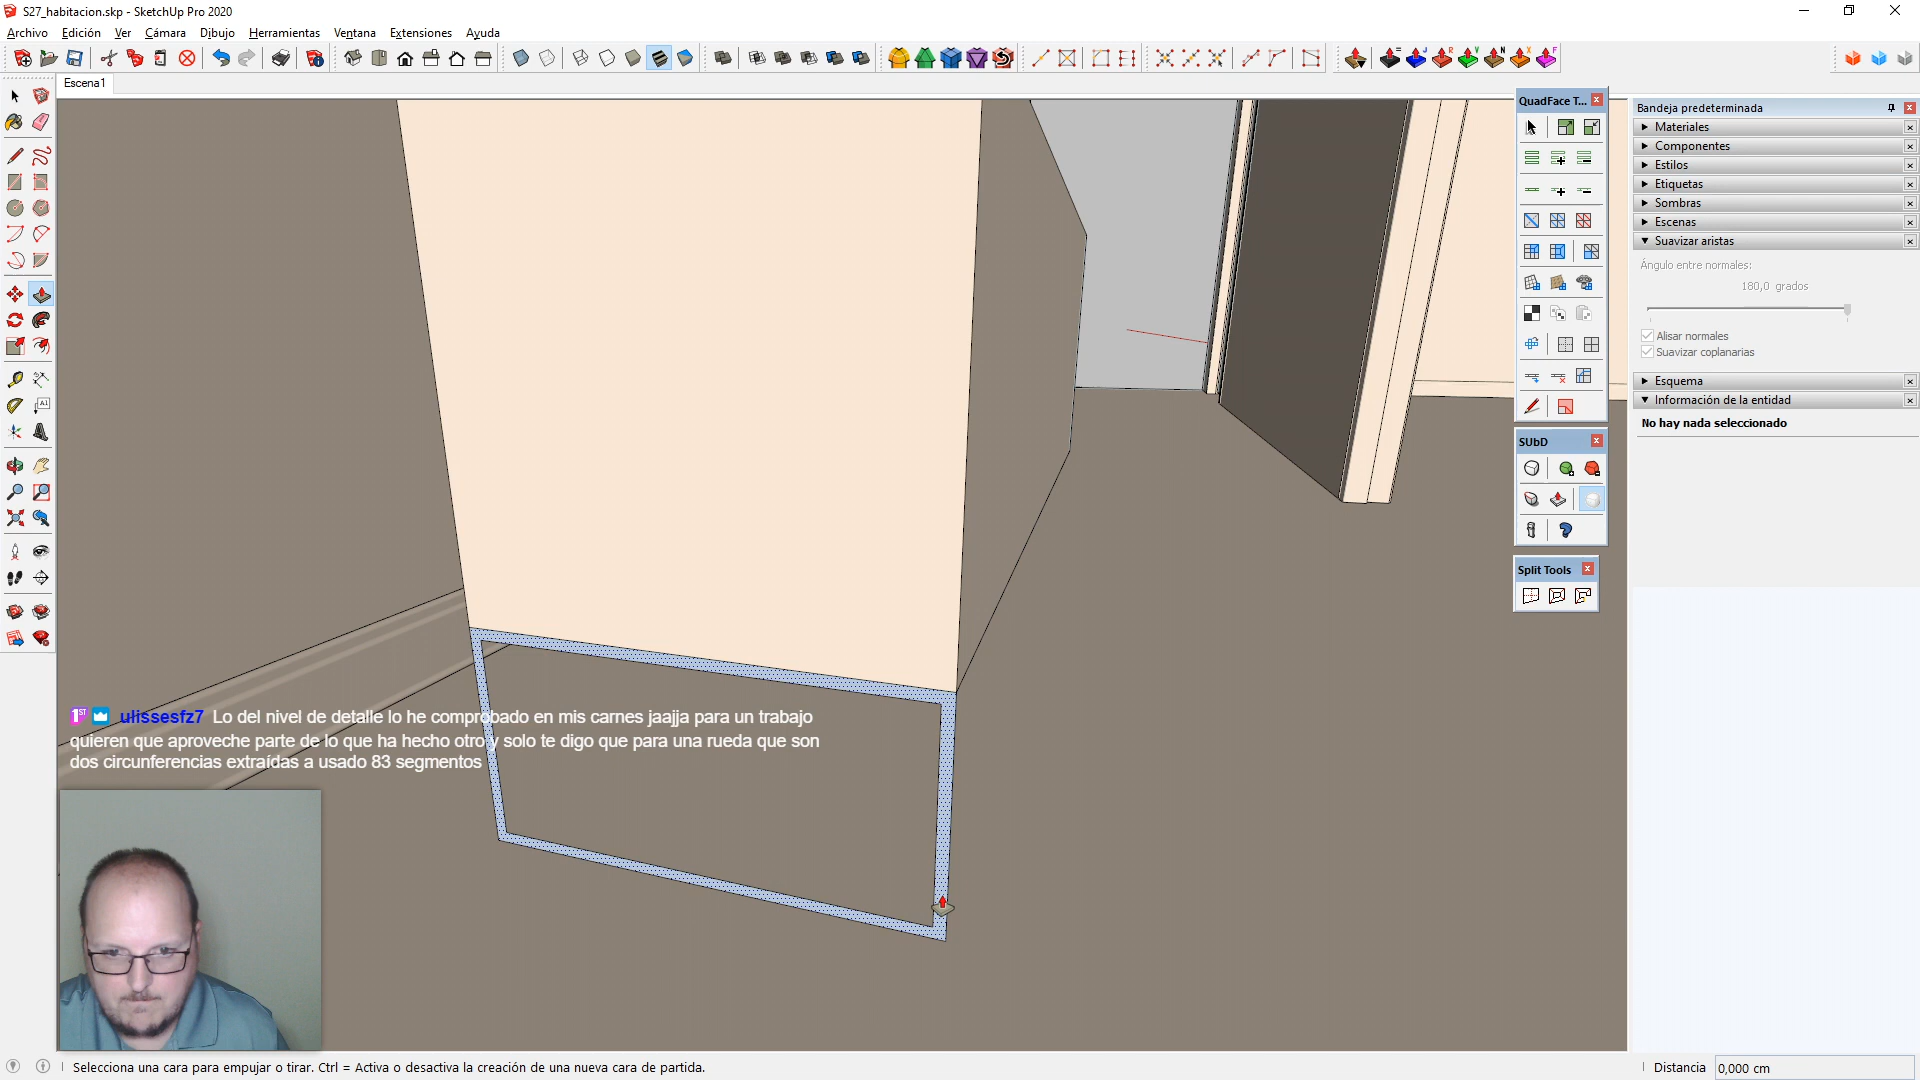 S27_habitacion.skp - SketchUp Pro 2020
Archivo Edición Ver Cámara Dibujo Herramientas Ventana Extensiones Ayuda
Escena1
QuadFace T...
SUbD
Split Tools
Bandeja predeterminada
Materiales
Componentes
Estilos
Etiquetas
Sombras
Escenas
Suavizar aristas
Ángulo entre normales:
180,0 grados
Alisar normales
Suavizar coplanarias
Esquema
Información de la entidad
No hay nada seleccionado
1ST ulissesfz7 Lo del nivel de detalle lo he comprobado en mis carnes jaajja para un trabajo
quieren que aproveche parte de lo que ha hecho otro y solo te digo que para una rueda que son
dos circunferencias extraídas a usado 83 segmentos
Selecciona una cara para empujar o tirar. Ctrl = Activa o desactiva la creación de una nueva cara de partida.
Distancia 0,000 cm